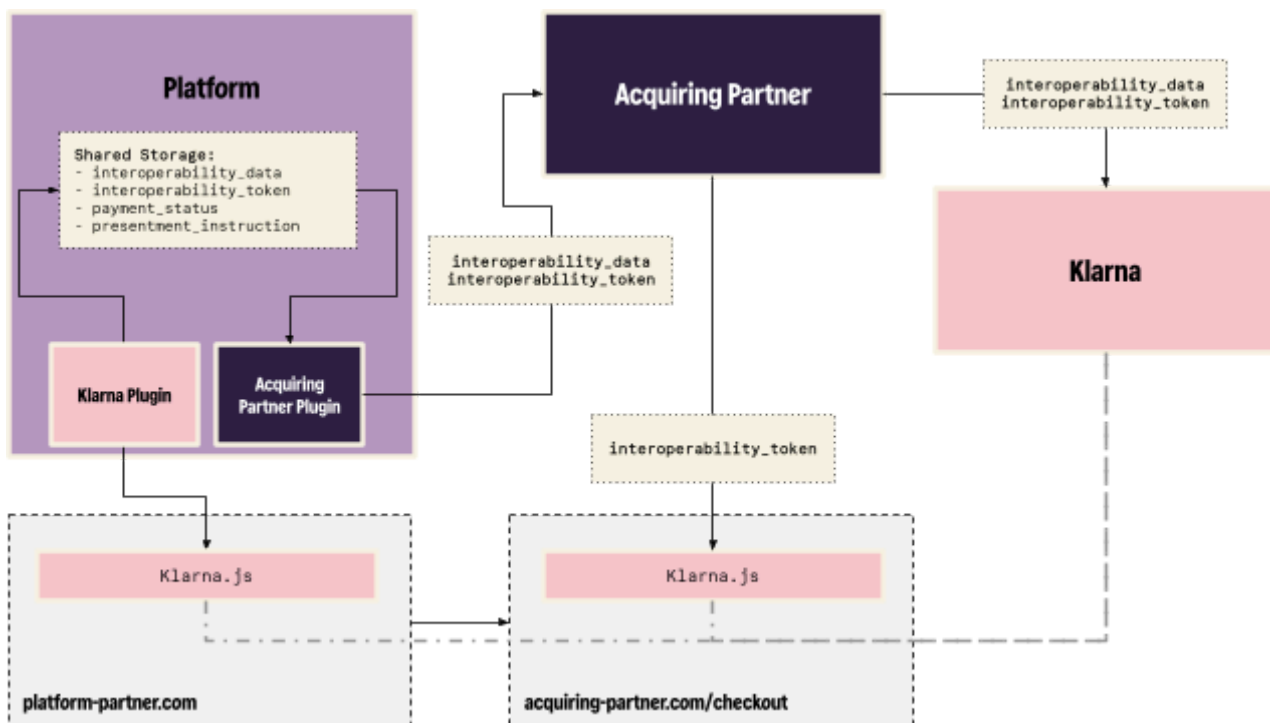 Platform
Shared Storage:
- interoperability_data
- interoperability_token
- payment_status
- presentment_instruction
Klarna Plugin
Acquiring
Partner Plugin
interoperability_data
interoperability_token
Acquiring Partner
interoperability_data
interoperability_token
Klarna
interoperability_token
Klarna.js
platform-partner.com
Klarna.js
acquiring-partner.com/checkout